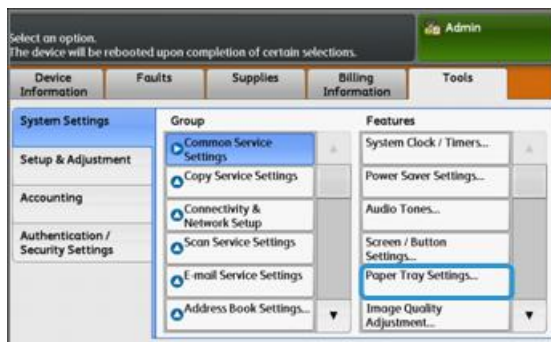 Select an option.
The device will be rebooted upon completion of certain selections.
Admin
Device
Information
Faults
Supplies
Billing
Information
Tools
System Settings
Setup & Adjustment
Accounting
Authentication /
Security Settings
Group
Common Service
Settings
Copy Service Settings
Connectivity &
Network Setup
Scan Service Settings
E-mail Service Settings
Address Book Settings...
Features
System Clock / Timers...
Power Saver Settings...
Audio Tones...
Screen / Button
Settings...
Paper Tray Settings...
Image Quality
Adjustment...